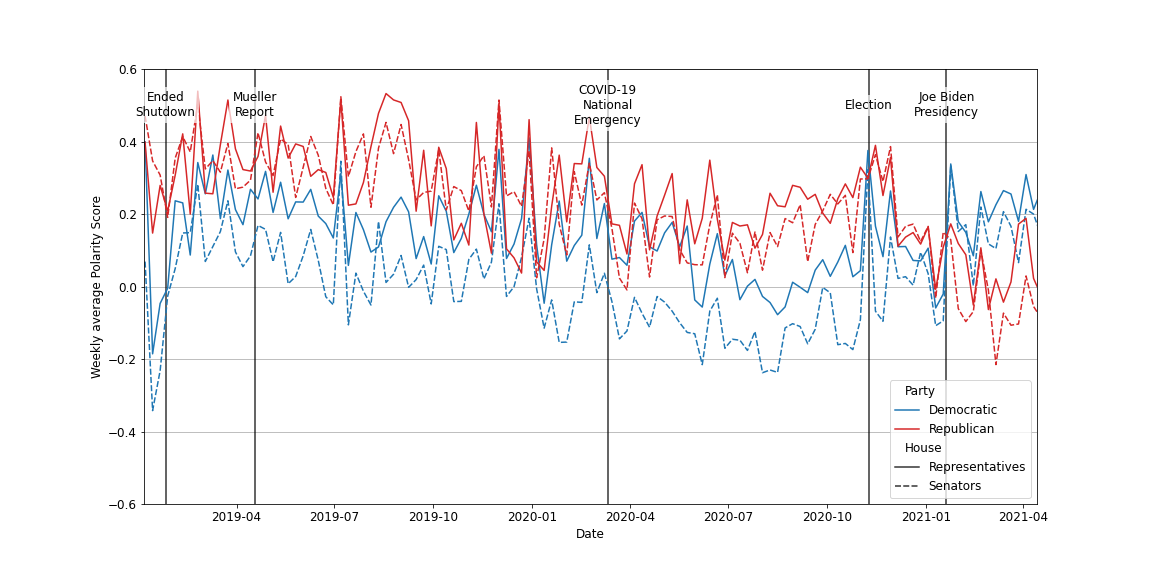 Ended
Shutdown
Mueller
Report
COVID-19
National
Emergency
Election
Joe Biden
Presidency
0.6
0.4
0.2
0.0
−0.2
−0.4
−0.6
Weekly average Polarity Score
Party
Democratic
Republican
House
Representatives
Senators
2019-04
2019-07
2019-10
2020-01
2020-04
2020-07
2020-10
2021-01
2021-04
Date